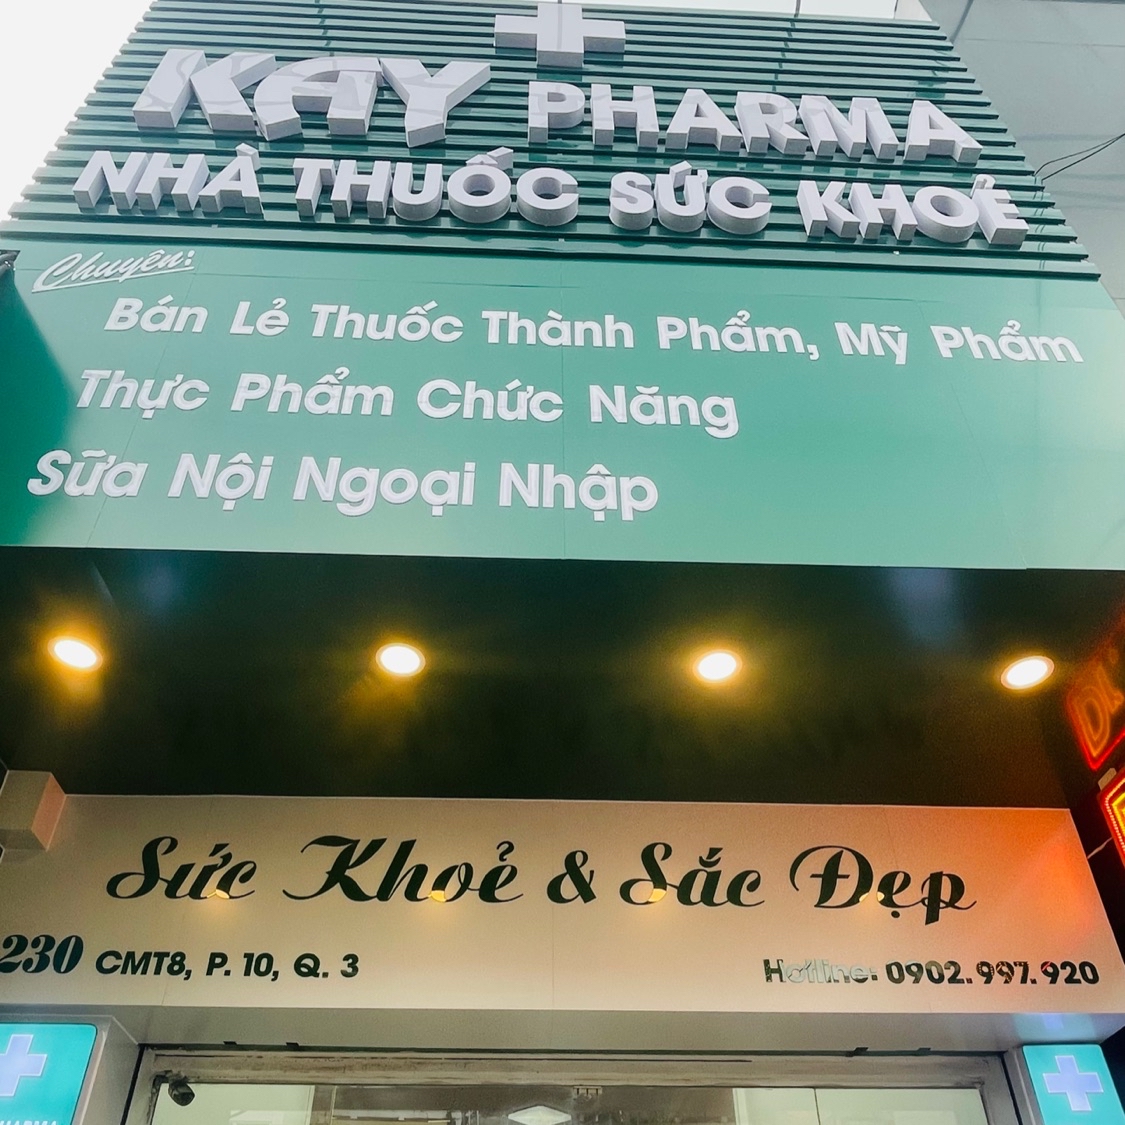 KAY PHARMA
NHÀ THUỐC SỨC KHOẺ
Chuyên:
Bán Lẻ Thuốc Thành Phẩm, Mỹ Phẩm
Thực Phẩm Chức Năng
Sữa Nội Ngoại Nhập
Sức Khoẻ & Sắc Đẹp
230 CMT8, P. 10, Q. 3
Hotline: 0902.997.920